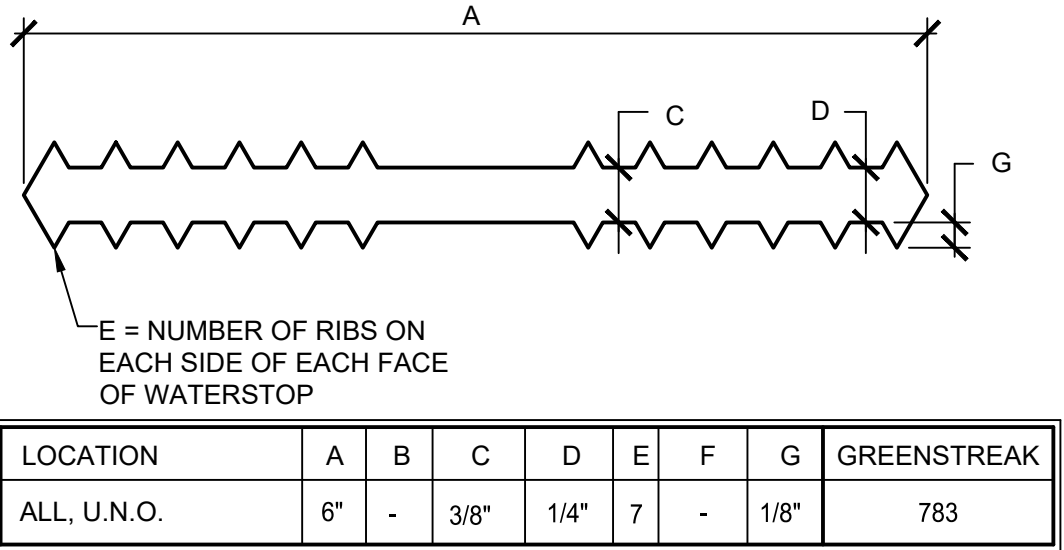 A
C
D
G
E = NUMBER OF RIBS ON
EACH SIDE OF EACH FACE
OF WATERSTOP
LOCATION A B C D E F G GREENSTREAK
ALL, U.N.O. 6" - 3/8" 1/4" 7 - 1/8" 783